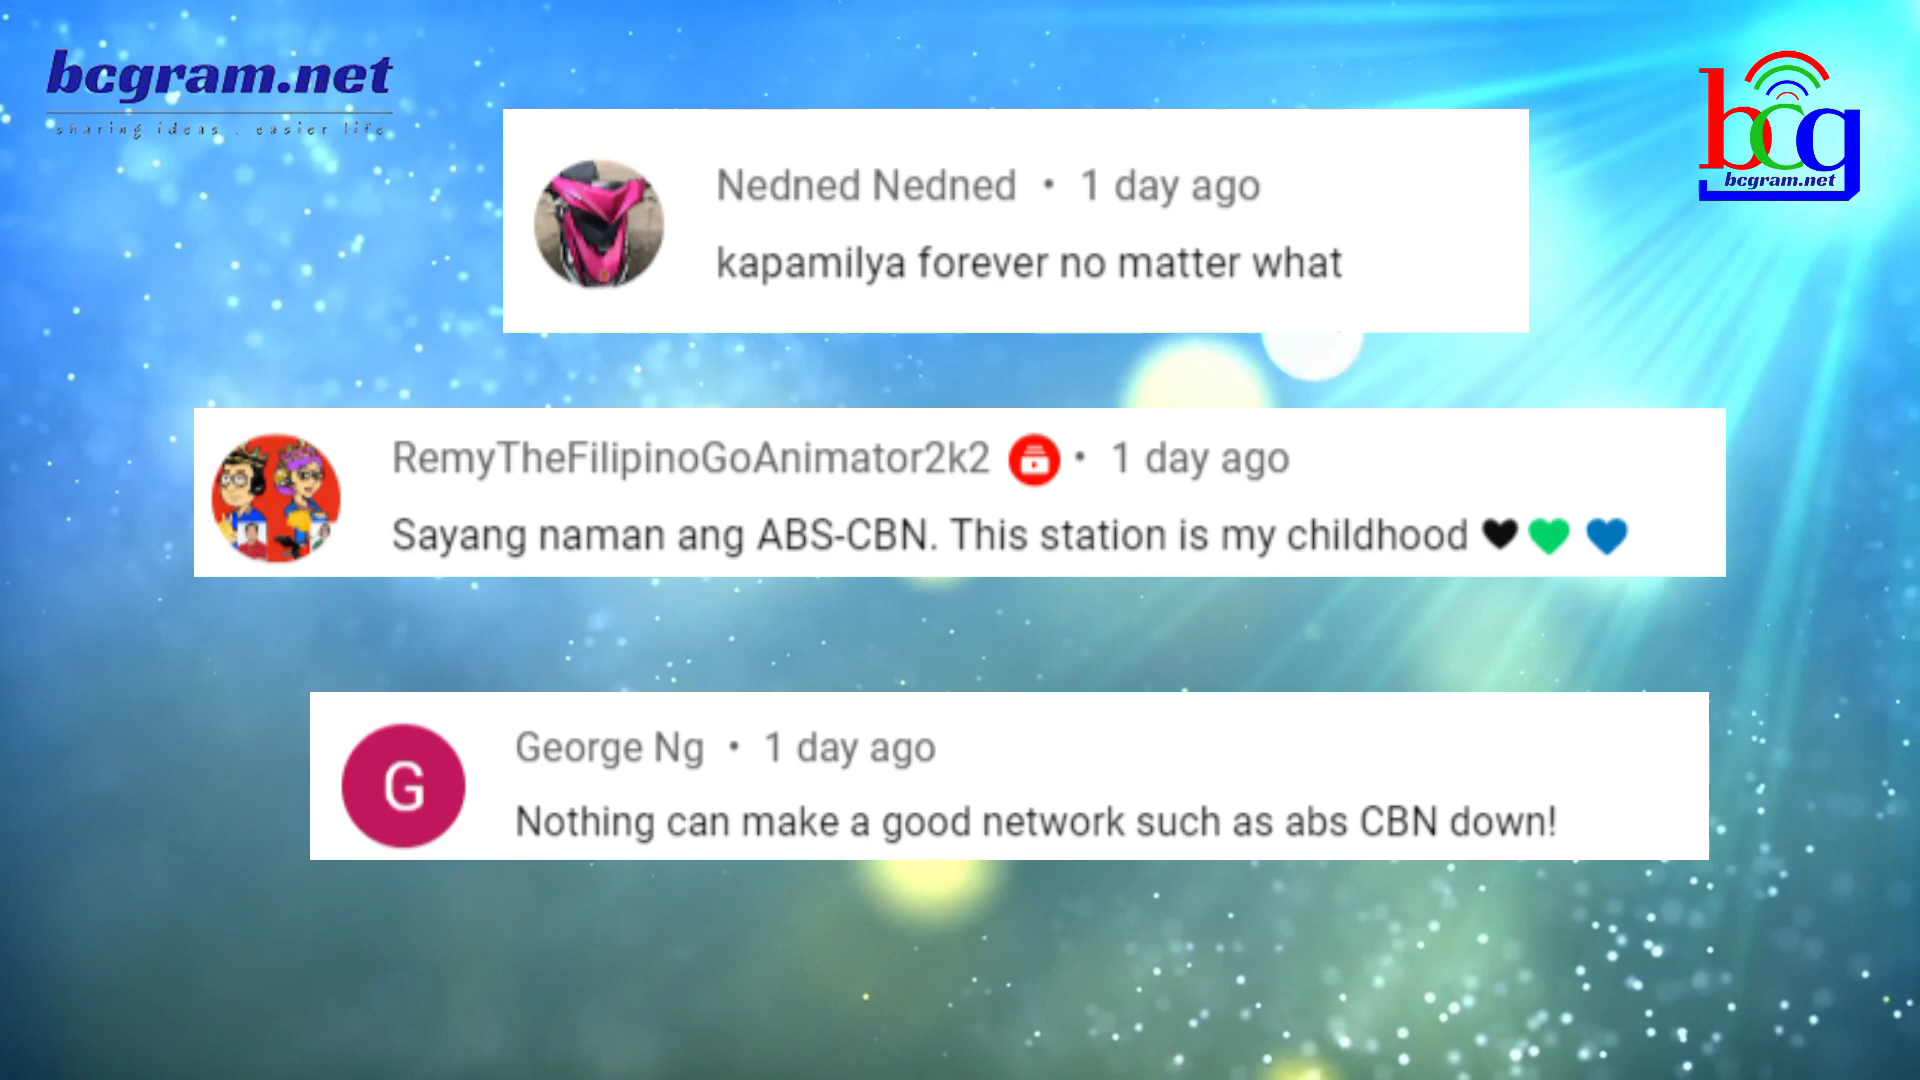 bcgram.net
sharing ideas . easier life
bcg
bcgram.net
Nedned Nedned • 1 day ago
kapamilya forever no matter what
RemyTheFilipinoGoAnimator2k2 • 1 day ago
Sayang naman ang ABS-CBN. This station is my childhood 🖤💚 💙
G
George Ng • 1 day ago
Nothing can make a good network such as abs CBN down!